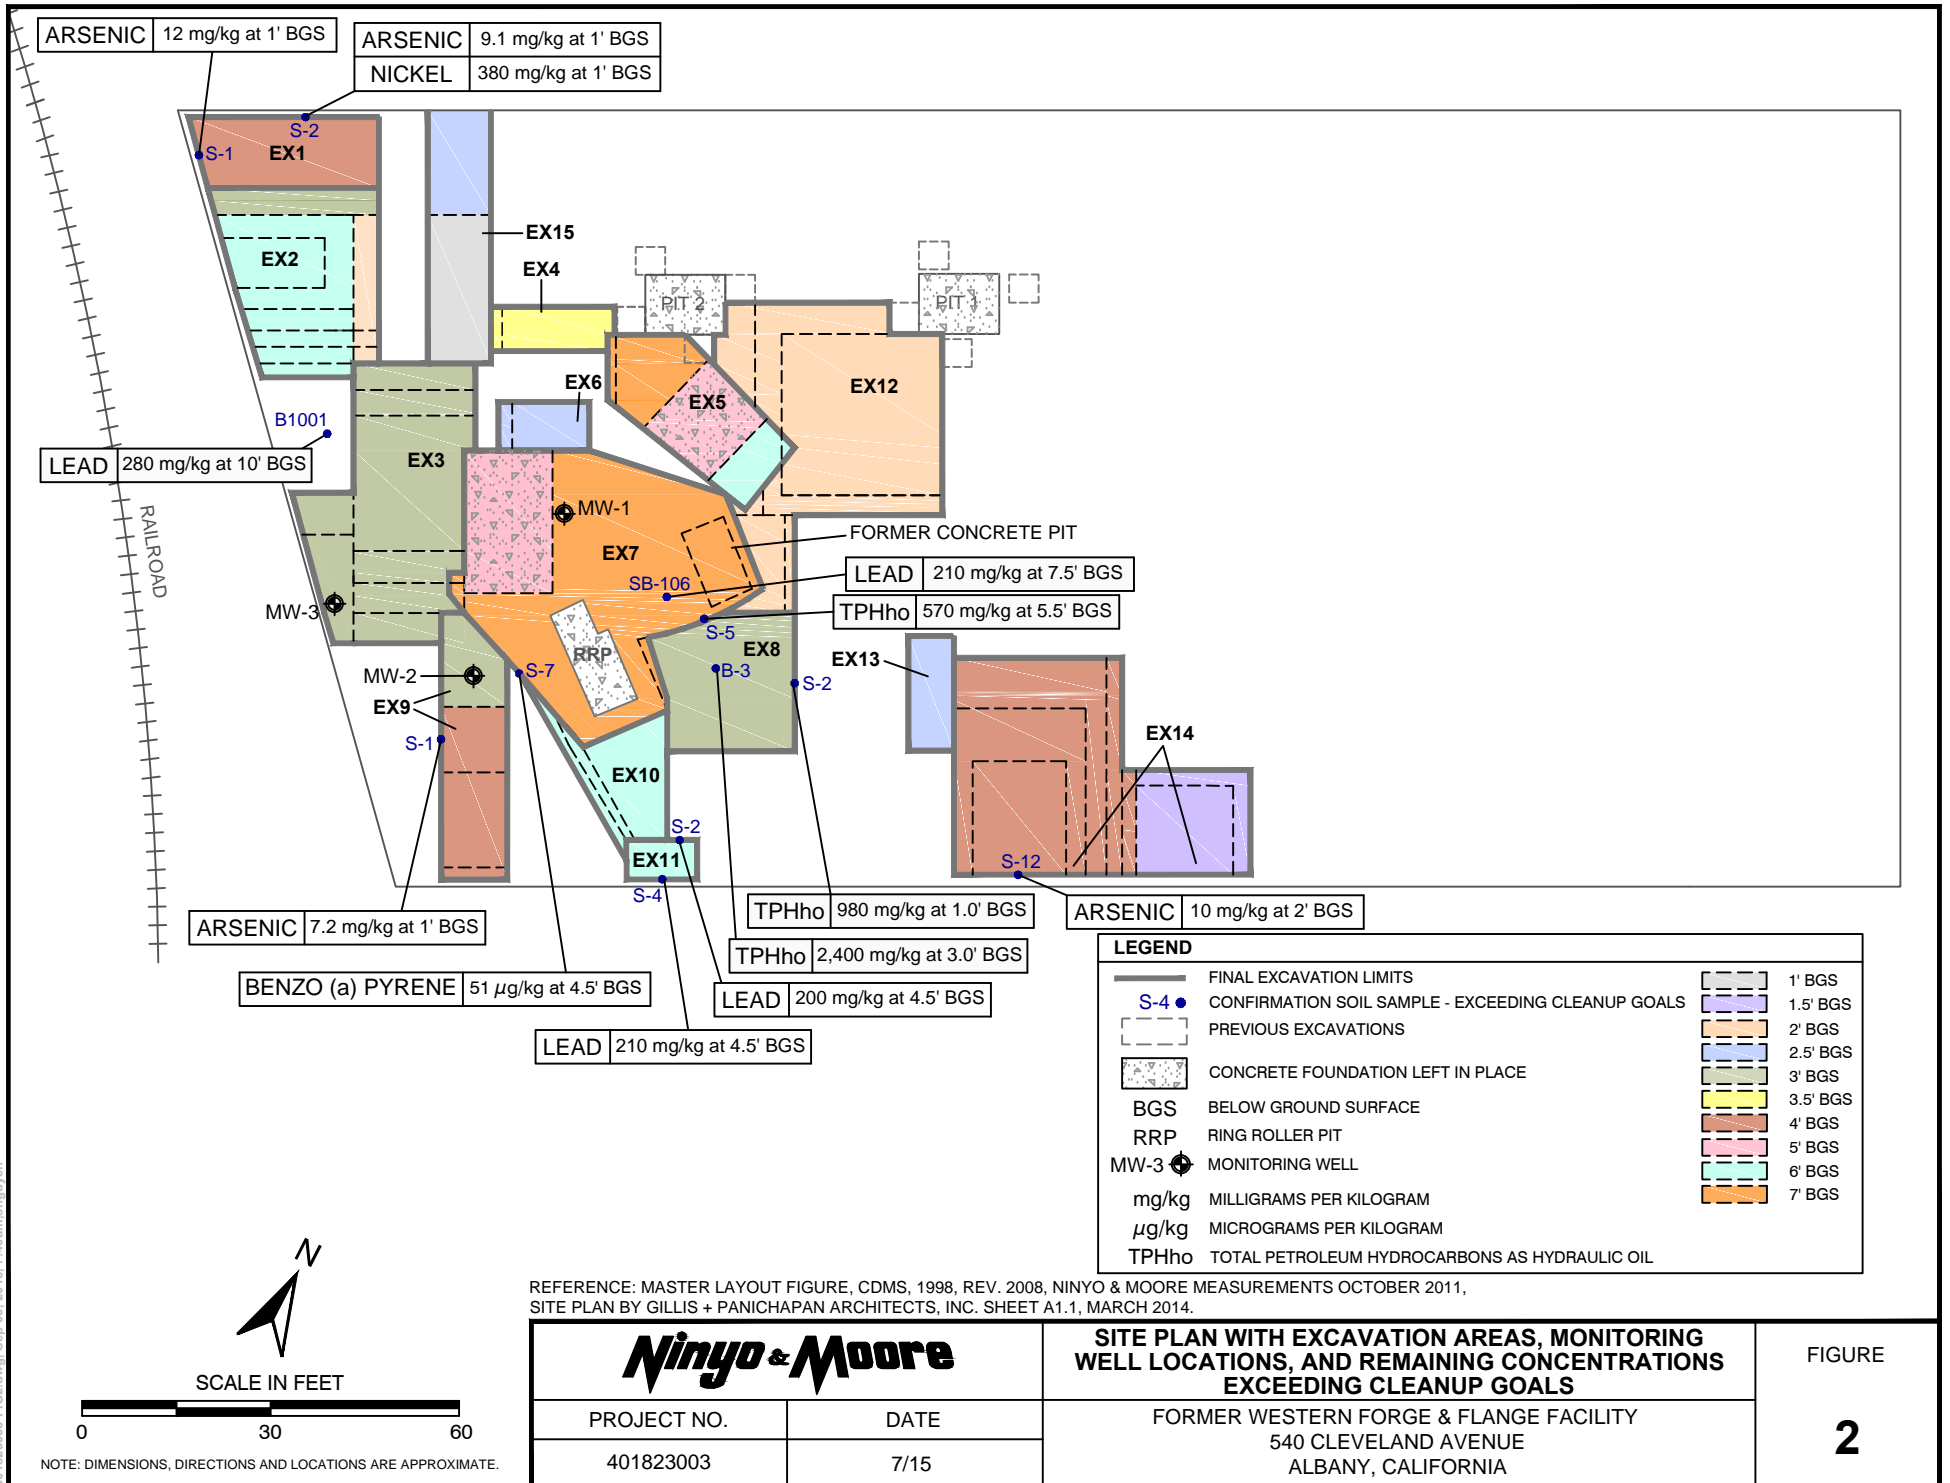 ARSENIC 12 mg/kg at 1' BGS
ARSENIC 9.1 mg/kg at 1' BGS
NICKEL 380 mg/kg at 1' BGS
S-2
S-1
EX1
EX15
EX2
EX4
PIT 2
PIT 1
EX6
EX12
EX5
B1001
LEAD 280 mg/kg at 10' BGS
EX3
RAILROAD
MW-1
FORMER CONCRETE PIT
EX7
SB-106
LEAD 210 mg/kg at 7.5' BGS
MW-3
TPHho 570 mg/kg at 5.5' BGS
S-5
RRP
EX8
EX13
MW-2
S-7
B-3
S-2
EX9
S-1
EX14
EX10
S-2
EX11
S-12
S-4
ARSENIC 7.2 mg/kg at 1' BGS
TPHho 980 mg/kg at 1.0' BGS
ARSENIC 10 mg/kg at 2' BGS
TPHho 2,400 mg/kg at 3.0' BGS
BENZO (a) PYRENE 51 µg/kg at 4.5' BGS
LEAD 200 mg/kg at 4.5' BGS
LEAD 210 mg/kg at 4.5' BGS
LEGEND
FINAL EXCAVATION LIMITS
S-4 CONFIRMATION SOIL SAMPLE - EXCEEDING CLEANUP GOALS
PREVIOUS EXCAVATIONS
CONCRETE FOUNDATION LEFT IN PLACE
BGS BELOW GROUND SURFACE
RRP RING ROLLER PIT
MW-3 MONITORING WELL
mg/kg MILLIGRAMS PER KILOGRAM
µg/kg MICROGRAMS PER KILOGRAM
TPHho TOTAL PETROLEUM HYDROCARBONS AS HYDRAULIC OIL
1' BGS
1.5' BGS
2' BGS
2.5' BGS
3' BGS
3.5' BGS
4' BGS
5' BGS
6' BGS
7' BGS
N
SCALE IN FEET
0 30 60
NOTE: DIMENSIONS, DIRECTIONS AND LOCATIONS ARE APPROXIMATE.
REFERENCE: MASTER LAYOUT FIGURE, CDMS, 1998, REV. 2008, NINYO & MOORE MEASUREMENTS OCTOBER 2011,
SITE PLAN BY GILLIS + PANICHAPAN ARCHITECTS, INC. SHEET A1.1, MARCH 2014.
Ninyo & Moore
PROJECT NO. DATE
401823003 7/15
SITE PLAN WITH EXCAVATION AREAS, MONITORING
WELL LOCATIONS, AND REMAINING CONCENTRATIONS
EXCEEDING CLEANUP GOALS
FORMER WESTERN FORGE & FLANGE FACILITY
540 CLEVELAND AVENUE
ALBANY, CALIFORNIA
FIGURE
2